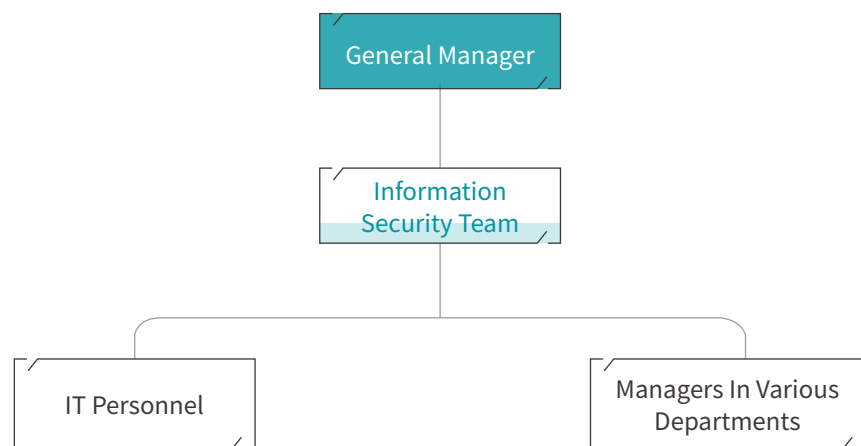 General Manager
Information
Security Team
IT Personnel
Managers In Various
Departments